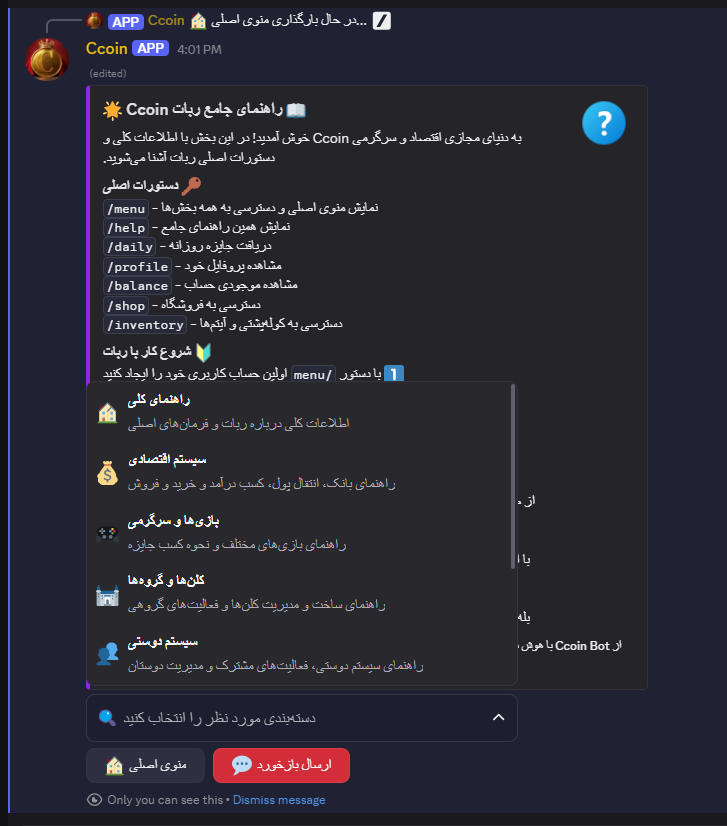 Ccoin APP در حال بارگذاری منوی اصلی...
Ccoin APP 4:01 PM
(edited)
راهنمای جامع ربات Ccoin
به دنیای مجازی اقتصاد و سرگرمی Ccoin خوش آمدید! در این بخش با اطلاعات کلی و
دستورات اصلی ربات آشنا می‌شوید.
دستورات اصلی
/menu - نمایش منوی اصلی و دسترسی به همه بخش‌ها
/help - نمایش همین راهنمای جامع
/daily - دریافت جایزه روزانه
/profile - مشاهده پروفایل خود
/balance - مشاهده موجودی حساب
/shop - دسترسی به فروشگاه
/inventory - دسترسی به کوله‌پشتی و آیتم‌ها
شروع کار با ربات
1 با دستور /menu اولین حساب کاربری خود را ایجاد کنید
راهنمای کلی
اطلاعات کلی درباره ربات و فرمان‌های اصلی
سیستم اقتصادی
راهنمای بانک، انتقال پول، کسب درآمد و خرید و فروش
از
بازی‌ها و سرگرمی
راهنمای بازی‌های مختلف و نحوه کسب جایزه
با
کلن‌ها و گروه‌ها
راهنمای ساخت و مدیریت کلن‌ها و فعالیت‌های گروهی
بله
سیستم دوستی
از Ccoin Bot با هوش
راهنمای سیستم دوستی، فعالیت‌های مشترک و مدیریت دوستان
دسته‌بندی مورد نظر را انتخاب کنید
منوی اصلی
ارسال بازخورد
Only you can see this • Dismiss message